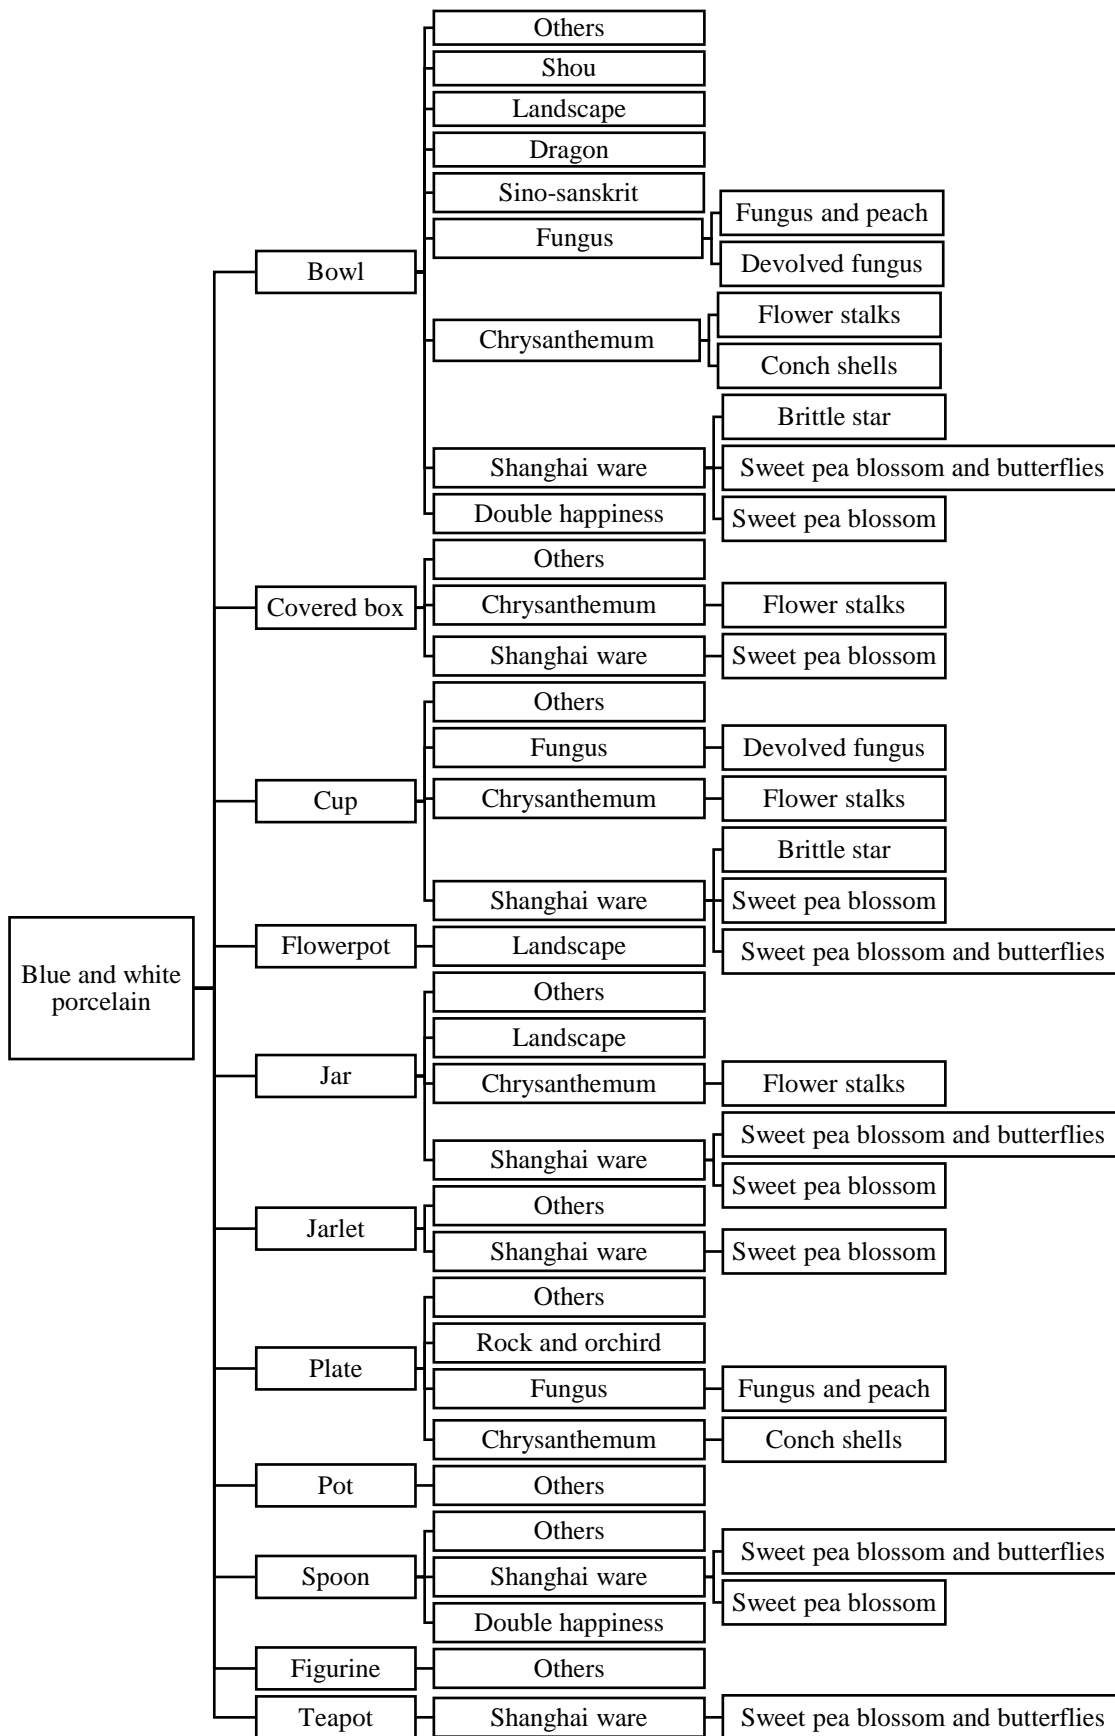 Others
Shou
Landscape
Dragon
Sino-sanskrit
Fungus and peach
Fungus
Devolved fungus
Bowl
Flower stalks
Chrysanthemum
Conch shells
Brittle star
Shanghai ware
Sweet pea blossom and butterflies
Double happiness
Sweet pea blossom
Others
Covered box
Chrysanthemum
Flower stalks
Shanghai ware
Sweet pea blossom
Others
Fungus
Devolved fungus
Cup
Chrysanthemum
Flower stalks
Brittle star
Shanghai ware
Sweet pea blossom
Flowerpot
Landscape
Sweet pea blossom and butterflies
Blue and white
porcelain
Others
Landscape
Jar
Chrysanthemum
Flower stalks
Sweet pea blossom and butterflies
Shanghai ware
Sweet pea blossom
Others
Jarlet
Shanghai ware
Sweet pea blossom
Others
Rock and orchird
Plate
Fungus
Fungus and peach
Chrysanthemum
Conch shells
Pot
Others
Others
Sweet pea blossom and butterflies
Spoon
Shanghai ware
Sweet pea blossom
Double happiness
Figurine
Others
Teapot
Shanghai ware
Sweet pea blossom and butterflies